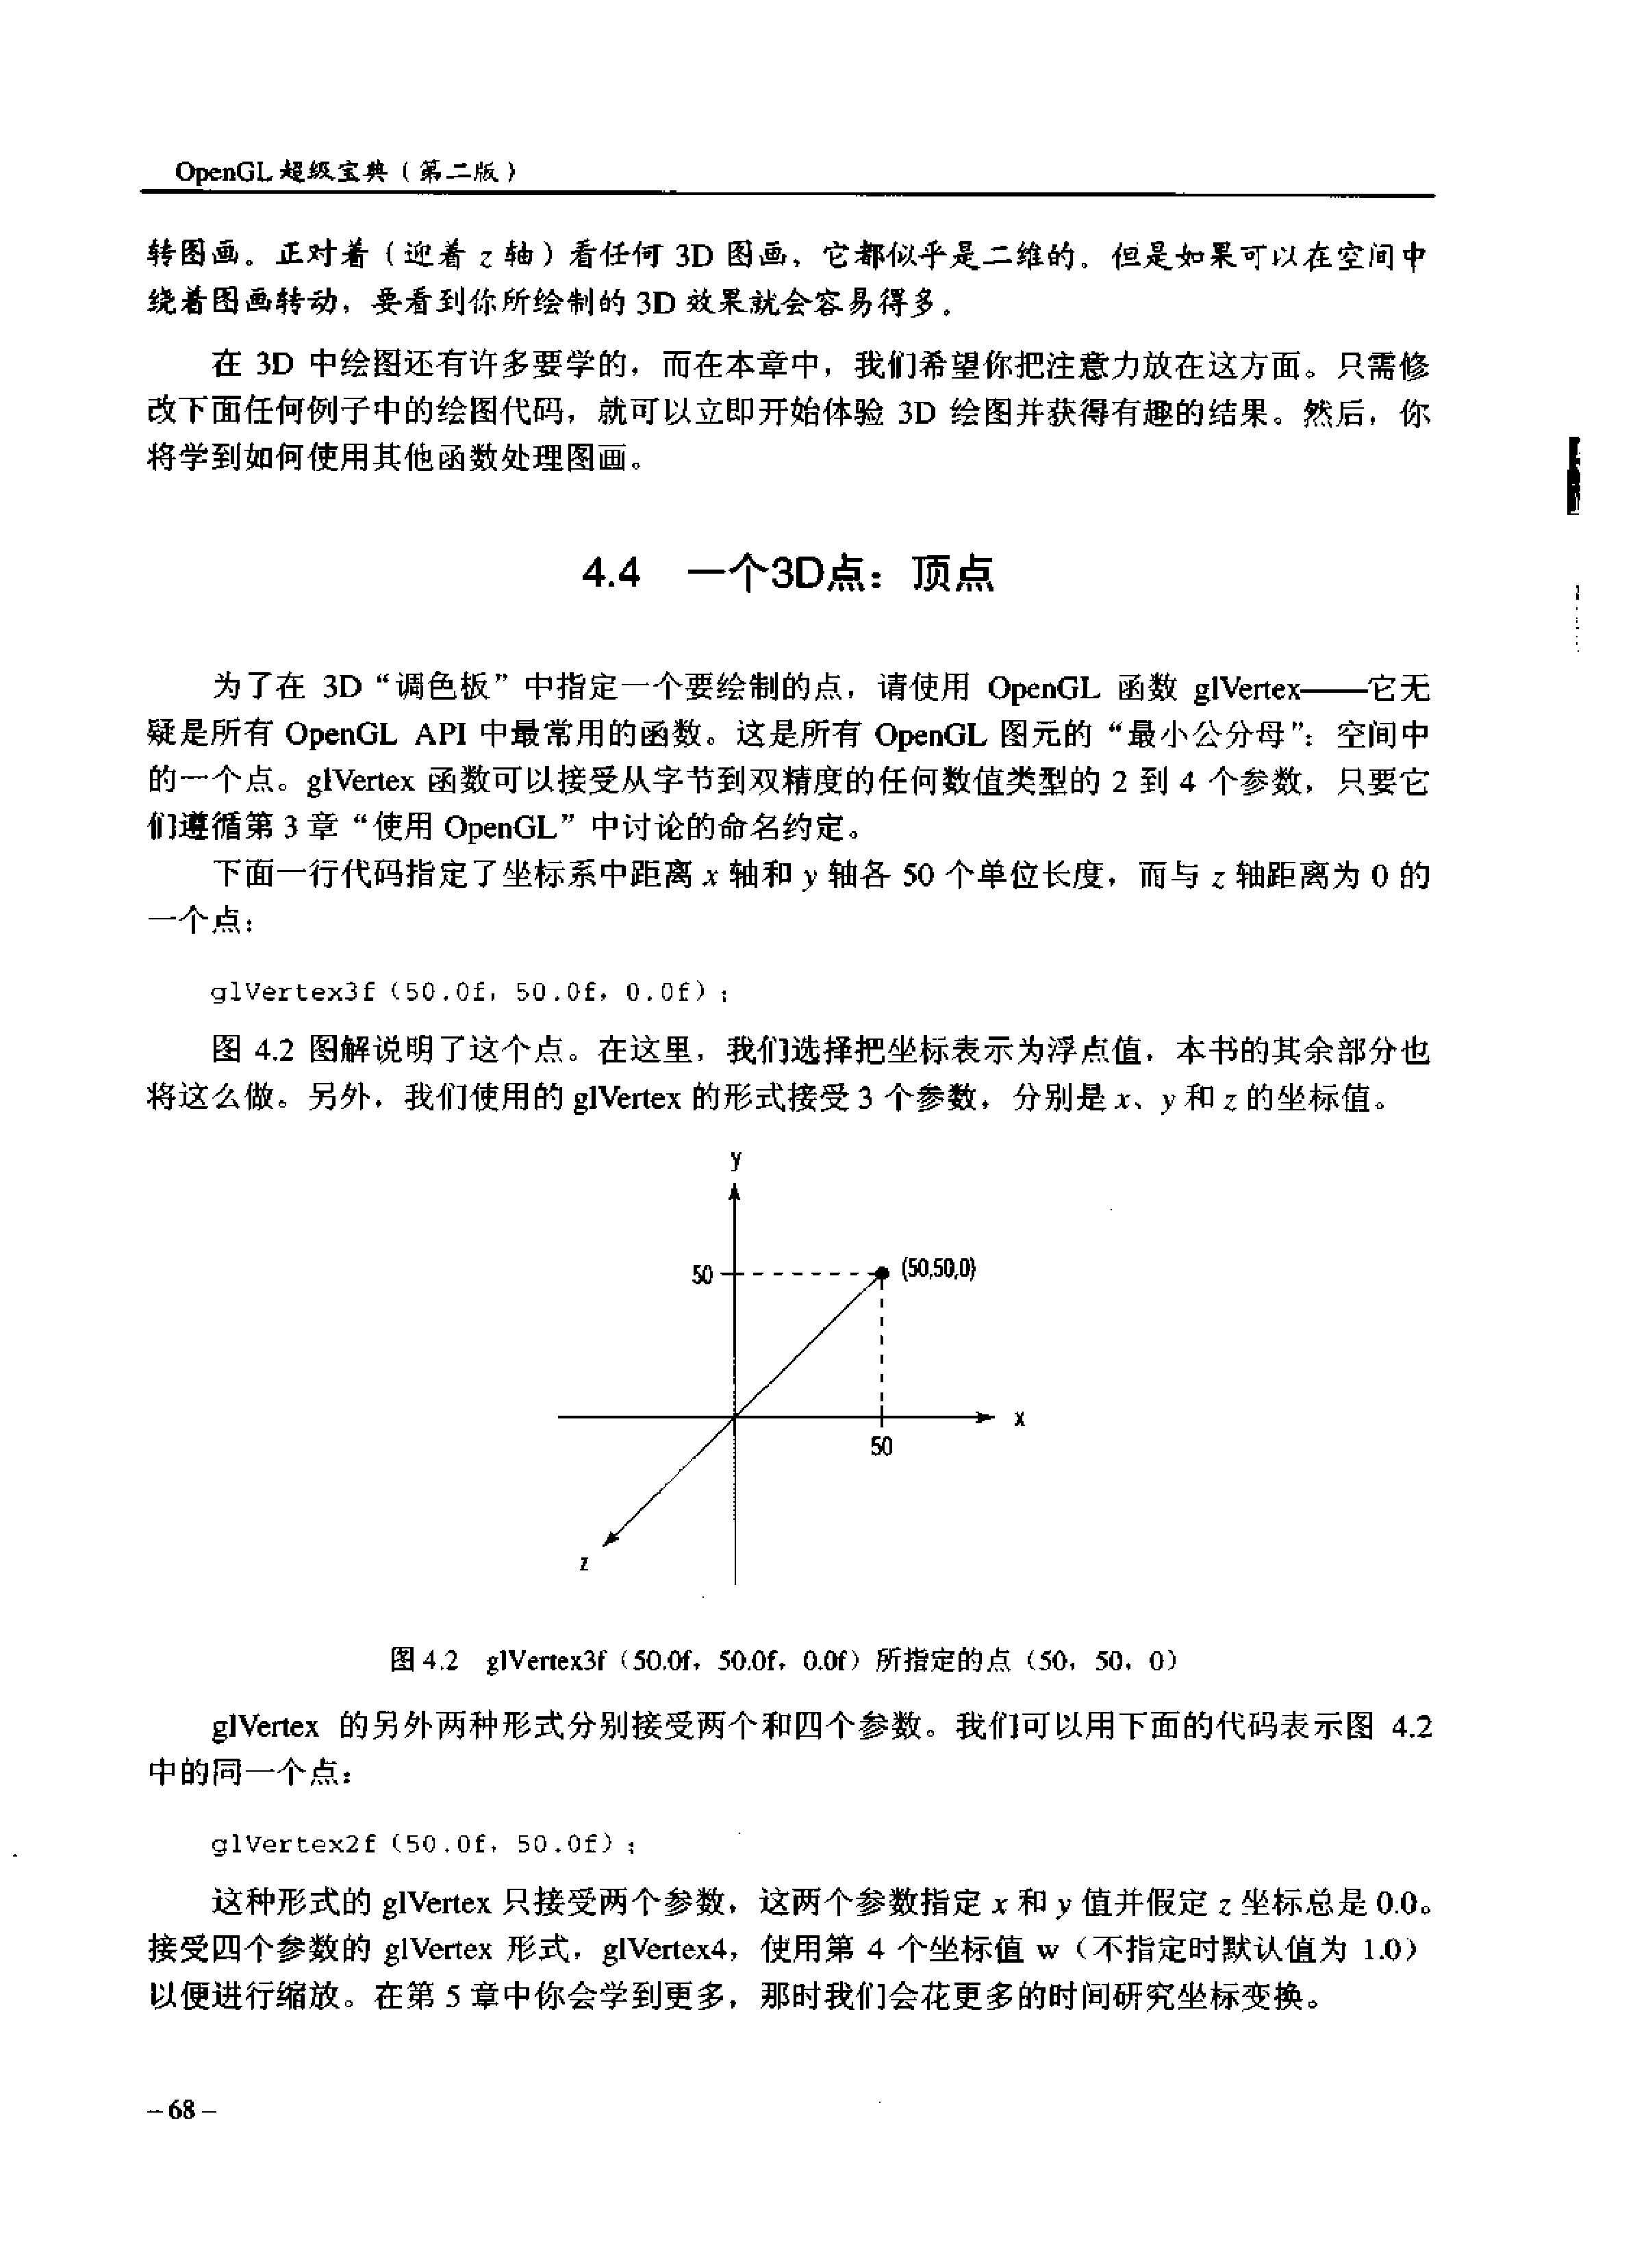 OpenGL 超级宝典（第二版）
转图画。正对着（迎着 z 轴）看任何 3D 图画，它都似乎是二维的。但是如果可以在空间中
绕着图画转动，要看到你所绘制的 3D 效果就会容易得多。
在 3D 中绘图还有许多要学的，而在本章中，我们希望你把注意力放在这方面。只需修
改下面任何例子中的绘图代码，就可以立即开始体验 3D 绘图并获得有趣的结果。然后，你
将学到如何使用其他函数处理图画。
4.4 一个3D点：顶点
为了在 3D“调色板”中指定一个要绘制的点，请使用 OpenGL 函数 glVertex——它无
疑是所有 OpenGL API 中最常用的函数。这是所有 OpenGL 图元的“最小公分母”：空间中
的一个点。glVertex 函数可以接受从字节到双精度的任何数值类型的 2 到 4 个参数，只要它
们遵循第 3 章“使用 OpenGL”中讨论的命名约定。
下面一行代码指定了坐标系中距离 x 轴和 y 轴各 50 个单位长度，而与 z 轴距离为 0 的
一个点：
glVertex3f（50.0f，50.0f，0.0f）；
图 4.2 图解说明了这个点。在这里，我们选择把坐标表示为浮点值，本书的其余部分也
将这么做。另外，我们使用的 glVertex 的形式接受 3 个参数，分别是 x、y 和 z 的坐标值。
y
50
(50,50,0)
x
50
z
图 4.2 glVertex3f（50.0f，50.0f，0.0f）所指定的点（50，50，0）
glVertex 的另外两种形式分别接受两个和四个参数。我们可以用下面的代码表示图 4.2
中的同一个点：
glVertex2f（50.0f，50.0f）；
这种形式的 glVertex 只接受两个参数，这两个参数指定 x 和 y 值并假定 z 坐标总是 0.0。
接受四个参数的 glVertex 形式，glVertex4，使用第 4 个坐标值 w（不指定时默认值为 1.0）
以便进行缩放。在第 5 章中你会学到更多，那时我们会花更多的时间研究坐标变换。
– 68 –